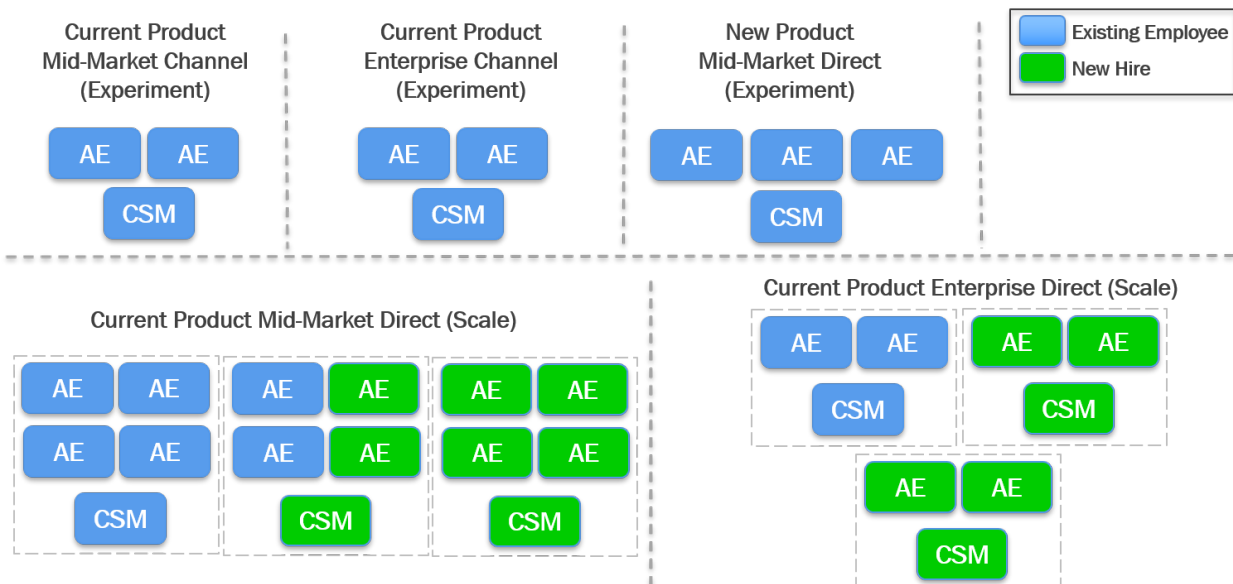 Current Product
Mid-Market Channel
(Experiment)
AE AE
CSM
Current Product
Enterprise Channel
(Experiment)
AE AE
CSM
New Product
Mid-Market Direct
(Experiment)
AE AE AE
CSM
Existing Employee
New Hire
Current Product Mid-Market Direct (Scale)
AE AE
AE AE
CSM
AE AE
AE AE
CSM
AE AE
AE AE
CSM
Current Product Enterprise Direct (Scale)
AE AE
CSM
AE AE
CSM
AE AE
CSM